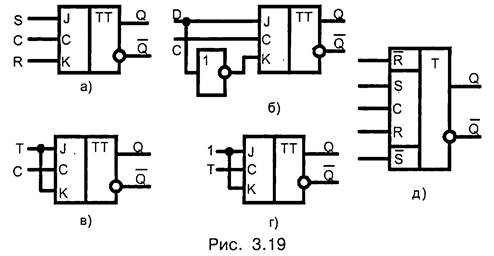 S J TT Q
C C
R K Q̅
а)
D J TT Q
C C
1 K Q̅
б)
T J TT Q
C C
K Q̅
в)
1 J TT Q
T C
K Q̅
г)
R̅ T
S Q
C
R Q̅
S̅
д)
Рис. 3.19